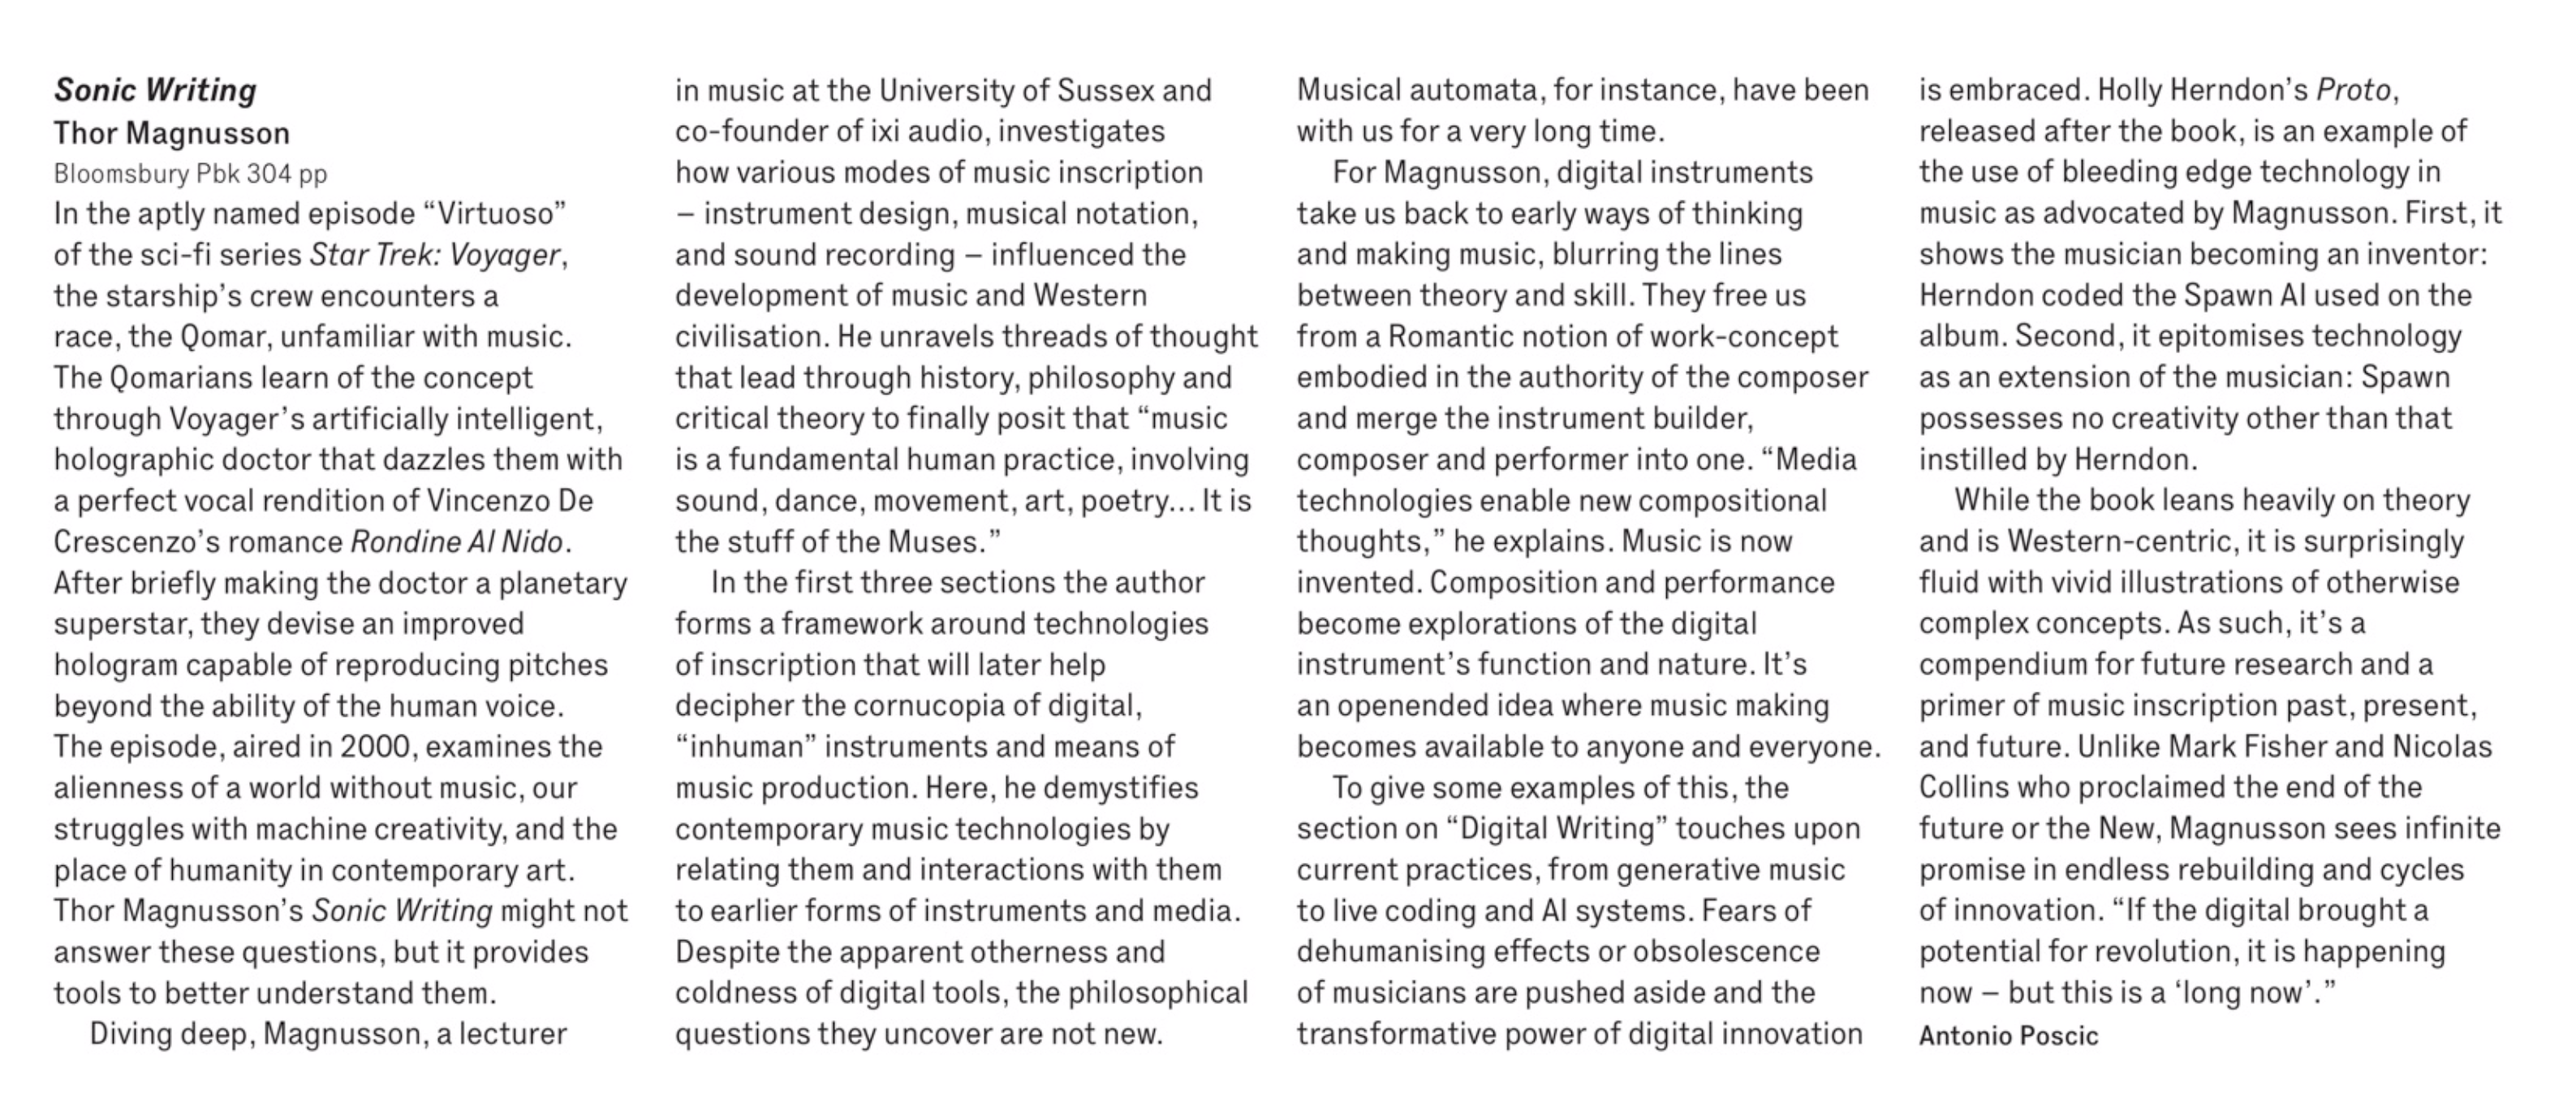 Sonic Writing
Thor Magnusson
Bloomsbury Pbk 304 pp
In the aptly named episode “Virtuoso”
of the sci-fi series Star Trek: Voyager,
the starship’s crew encounters a
race, the Qomar, unfamiliar with music.
The Qomarians learn of the concept
through Voyager’s artificially intelligent,
holographic doctor that dazzles them with
a perfect vocal rendition of Vincenzo De
Crescenzo’s romance Rondine Al Nido.
After briefly making the doctor a planetary
superstar, they devise an improved
hologram capable of reproducing pitches
beyond the ability of the human voice.
The episode, aired in 2000, examines the
alienness of a world without music, our
struggles with machine creativity, and the
place of humanity in contemporary art.
Thor Magnusson’s Sonic Writing might not
answer these questions, but it provides
tools to better understand them.
Diving deep, Magnusson, a lecturer
in music at the University of Sussex and
co-founder of ixi audio, investigates
how various modes of music inscription
– instrument design, musical notation,
and sound recording – influenced the
development of music and Western
civilisation. He unravels threads of thought
that lead through history, philosophy and
critical theory to finally posit that “music
is a fundamental human practice, involving
sound, dance, movement, art, poetry... It is
the stuff of the Muses.”
In the first three sections the author
forms a framework around technologies
of inscription that will later help
decipher the cornucopia of digital,
“inhuman” instruments and means of
music production. Here, he demystifies
contemporary music technologies by
relating them and interactions with them
to earlier forms of instruments and media.
Despite the apparent otherness and
coldness of digital tools, the philosophical
questions they uncover are not new.
Musical automata, for instance, have been
with us for a very long time.
For Magnusson, digital instruments
take us back to early ways of thinking
and making music, blurring the lines
between theory and skill. They free us
from a Romantic notion of work-concept
embodied in the authority of the composer
and merge the instrument builder,
composer and performer into one. “Media
technologies enable new compositional
thoughts,” he explains. Music is now
invented. Composition and performance
become explorations of the digital
instrument’s function and nature. It’s
an openended idea where music making
becomes available to anyone and everyone.
To give some examples of this, the
section on “Digital Writing” touches upon
current practices, from generative music
to live coding and AI systems. Fears of
dehumanising effects or obsolescence
of musicians are pushed aside and the
transformative power of digital innovation
is embraced. Holly Herndon’s Proto,
released after the book, is an example of
the use of bleeding edge technology in
music as advocated by Magnusson. First, it
shows the musician becoming an inventor:
Herndon coded the Spawn AI used on the
album. Second, it epitomises technology
as an extension of the musician: Spawn
possesses no creativity other than that
instilled by Herndon.
While the book leans heavily on theory
and is Western-centric, it is surprisingly
fluid with vivid illustrations of otherwise
complex concepts. As such, it’s a
compendium for future research and a
primer of music inscription past, present,
and future. Unlike Mark Fisher and Nicolas
Collins who proclaimed the end of the
future or the New, Magnusson sees infinite
promise in endless rebuilding and cycles
of innovation. “If the digital brought a
potential for revolution, it is happening
now – but this is a ‘long now’.”
Antonio Poscic